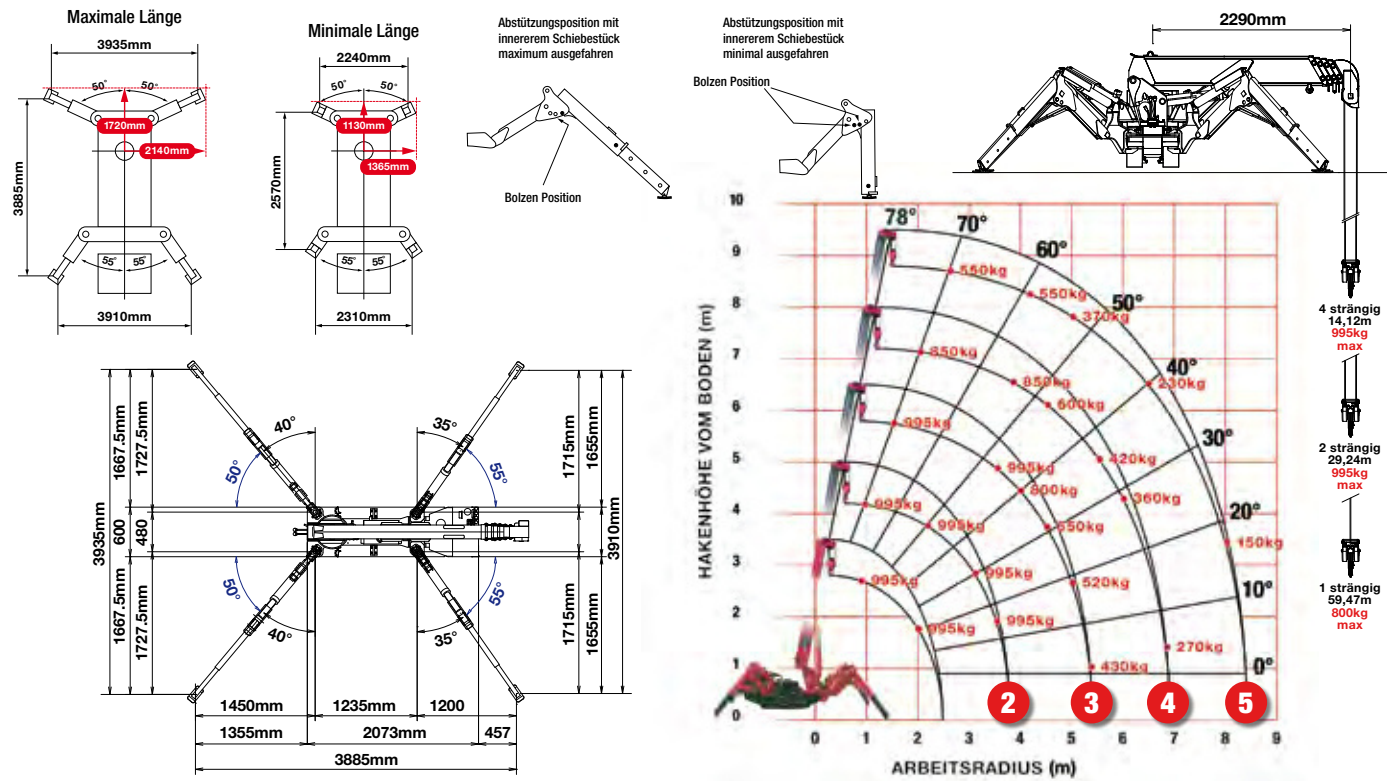 Maximale Länge
3935mm
50°
50°
1720mm
2140mm
3885mm
55°
55°
3910mm
Minimale Länge
2240mm
50°
50°
1130mm
1365mm
2570mm
55°
55°
2310mm
Abstützungsposition mit
innererem Schiebestück
maximum ausgefahren
Bolzen Position
Abstützungsposition mit
innererem Schiebestück
minimal ausgefahren
Bolzen Position
2290mm
4 strängig
14,12m
995kg
max
2 strängig
29,24m
995kg
max
1 strängig
59,47m
800kg
max
3935mm
1667.5mm
1727.5mm
600
480
1667.5mm
1727.5mm
40°
50°
35°
55°
50°
40°
55°
35°
1715mm
1655mm
3910mm
1715mm
1655mm
1450mm
1235mm
1200
1355mm
2073mm
457
3885mm
HAKENHÖHE VOM BODEN (m)
10
9
8
7
6
5
4
3
2
1
0
78°
70°
60°
50°
40°
30°
20°
10°
0°
550kg
550kg
370kg
230kg
150kg
850kg
850kg
600kg
420kg
360kg
270kg
995kg
995kg
800kg
550kg
520kg
430kg
995kg
995kg
995kg
995kg
995kg
995kg
2
3
4
5
0
1
2
3
4
5
6
7
8
9
ARBEITSRADIUS (m)